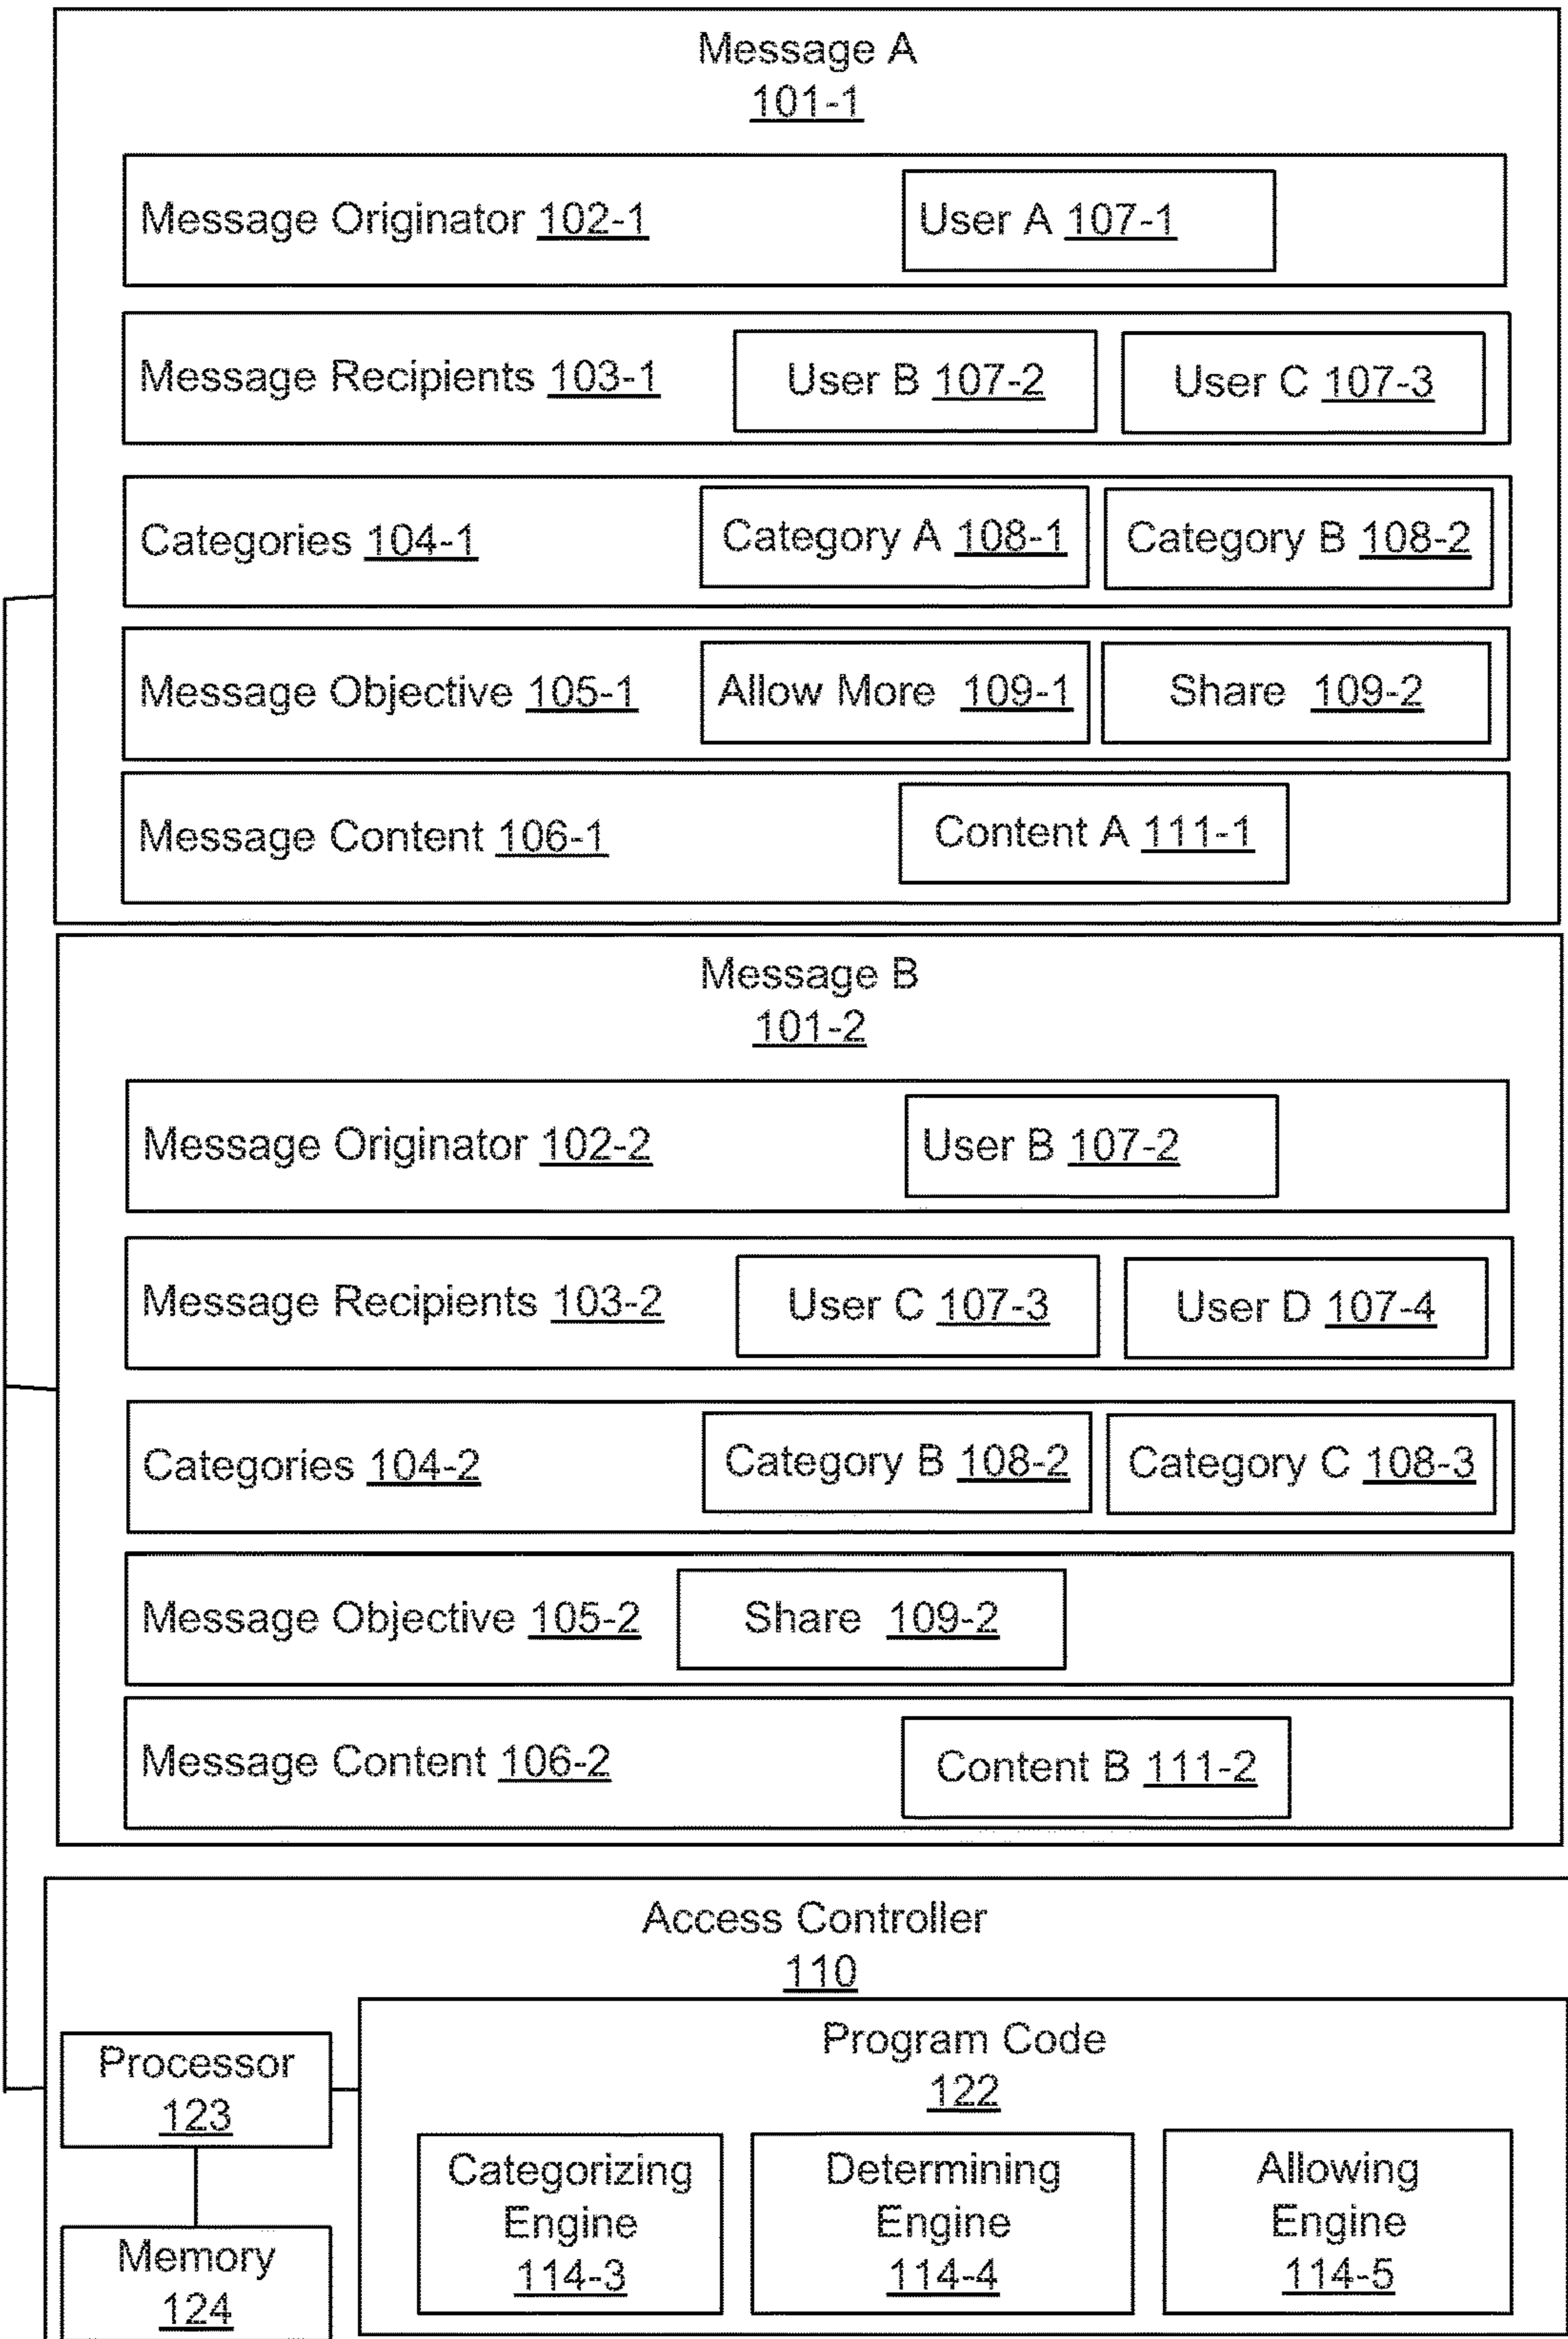 Message A
101-1
Message Originator 102-1 User A 107-1
Message Recipients 103-1 User B 107-2 User C 107-3
Categories 104-1 Category A 108-1 Category B 108-2
Message Objective 105-1 Allow More 109-1 Share 109-2
Message Content 106-1 Content A 111-1
Message B
101-2
Message Originator 102-2 User B 107-2
Message Recipients 103-2 User C 107-3 User D 107-4
Categories 104-2 Category B 108-2 Category C 108-3
Message Objective 105-2 Share 109-2
Message Content 106-2 Content B 111-2
Access Controller
110
Processor
123
Memory
124
Program Code
122
Categorizing
Engine
114-3
Determining
Engine
114-4
Allowing
Engine
114-5